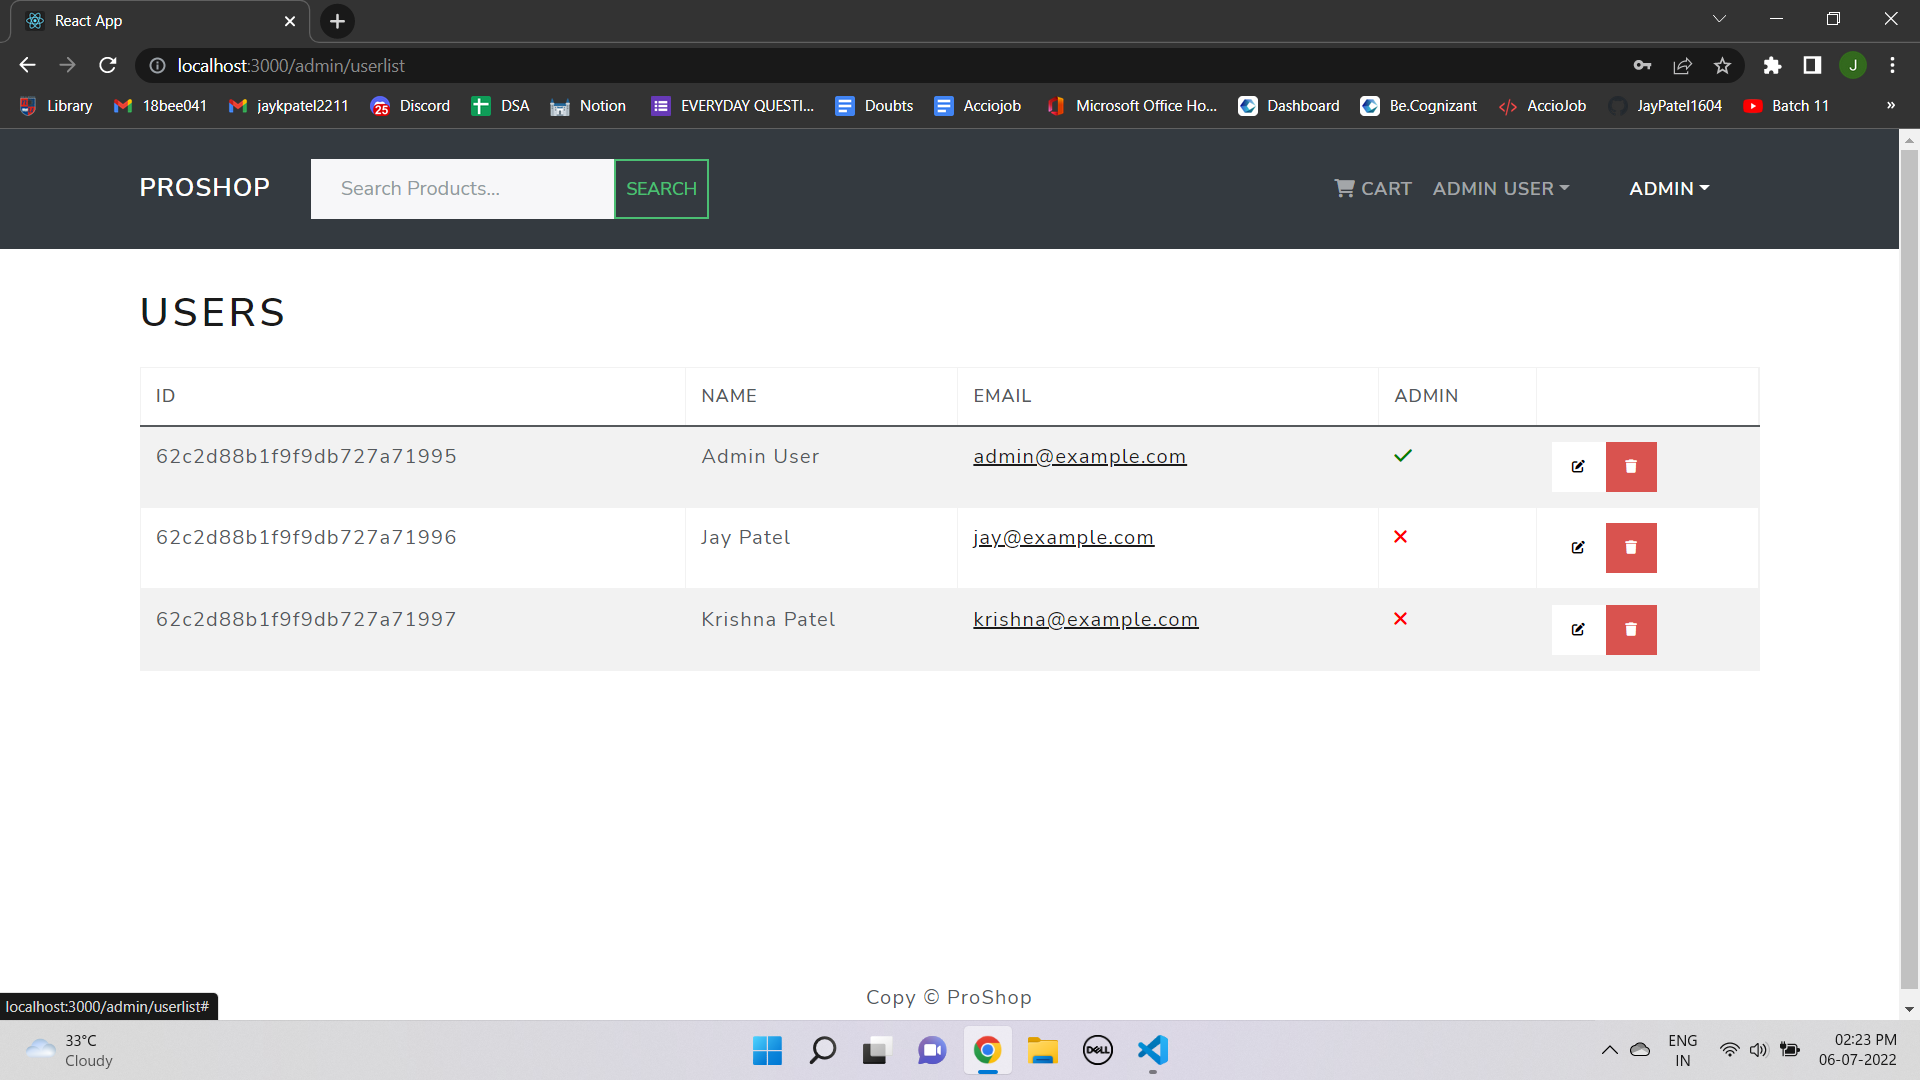 React App
localhost:3000/admin/userlist
J
Library
18bee041
jaykpatel2211
25
Discord
DSA
Notion
EVERYDAY QUESTI...
Doubts
Acciojob
Microsoft Office Ho...
Dashboard
Be.Cognizant
AccioJob
JayPatel1604
Batch 11
»
PROSHOP
Search Products...
SEARCH
CART
ADMIN USER
ADMIN
USERS
ID NAME EMAIL ADMIN
62c2d88b1f9f9db727a71995 Admin User admin@example.com
62c2d88b1f9f9db727a71996 Jay Patel jay@example.com
62c2d88b1f9f9db727a71997 Krishna Patel krishna@example.com
Copy © ProShop
localhost:3000/admin/userlist#
33°C
Cloudy
DELL
ENG
IN
02:23 PM
06-07-2022